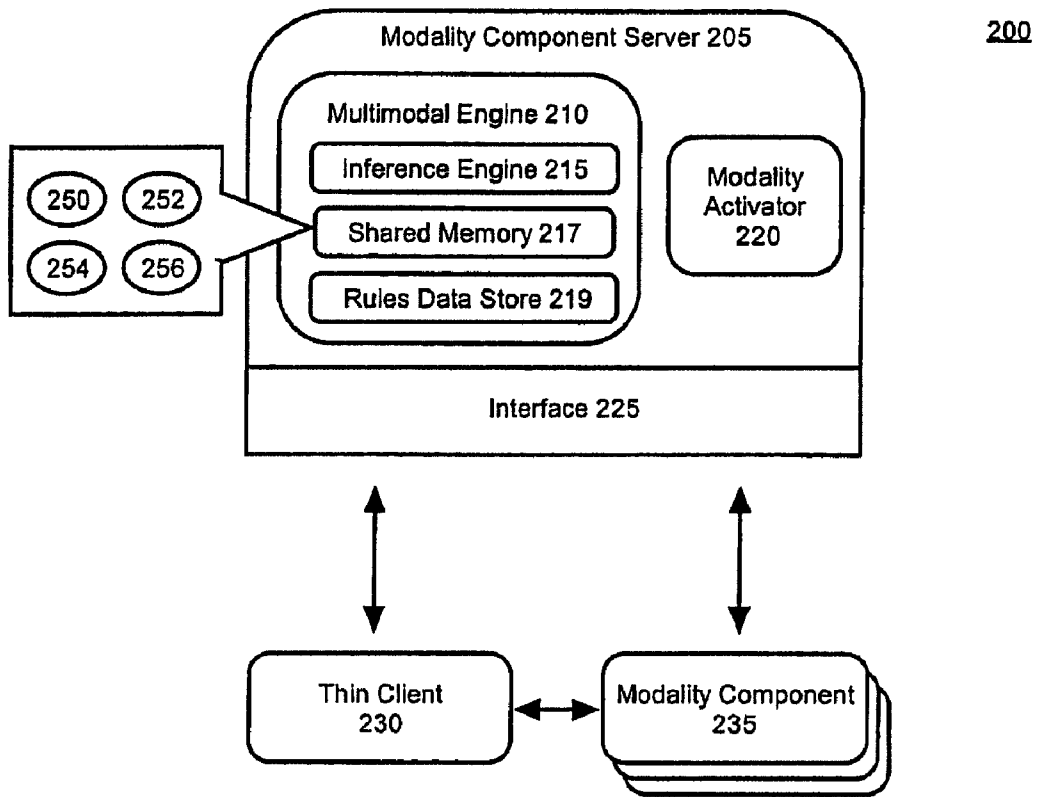 Modality Component Server 205
200
Multimodal Engine 210
Inference Engine 215
Shared Memory 217
Rules Data Store 219
250 252
254 256
Modality
Activator
220
Interface 225
Thin Client
230
Modality Component
235